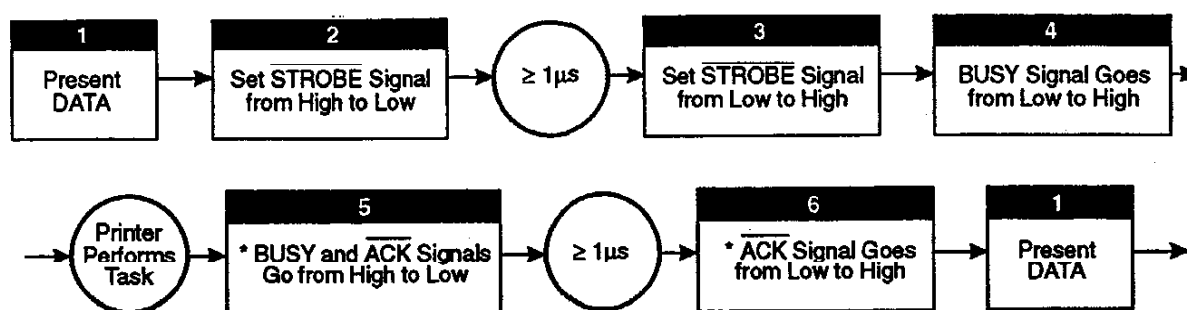 1
Present
DATA
2
Set STROBE Signal
from High to Low
≥ 1µs
3
Set STROBE Signal
from Low to High
4
BUSY Signal Goes
from Low to High
Printer
Performs
Task
5
* BUSY and ACK Signals
Go from High to Low
≥ 1µs
6
* ACK Signal Goes
from Low to High
1
Present
DATA